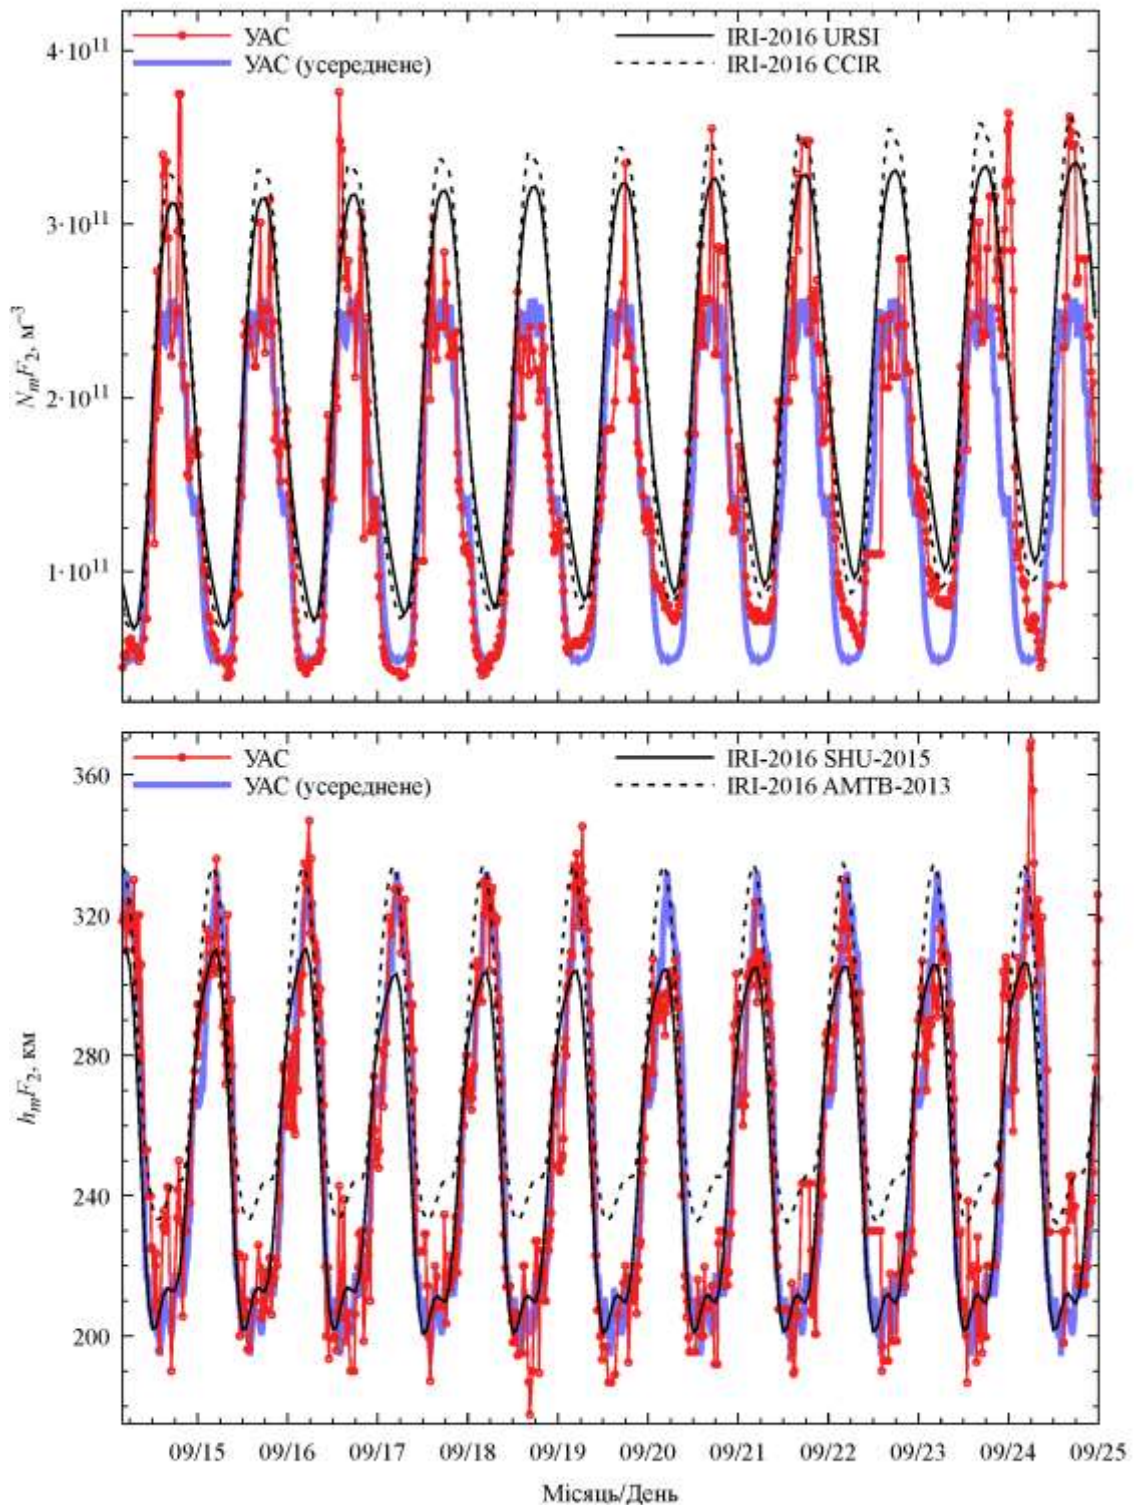 УАС
УАС (усереднене)
IRI-2016 URSI
IRI-2016 CCIR
4·10¹¹
3·10¹¹
2·10¹¹
1·10¹¹
NmF2, м⁻³
УАС
УАС (усереднене)
IRI-2016 SHU-2015
IRI-2016 AMTB-2013
360
320
280
240
200
hmF2, км
09/15 09/16 09/17 09/18 09/19 09/20 09/21 09/22 09/23 09/24 09/25
Місяць/День